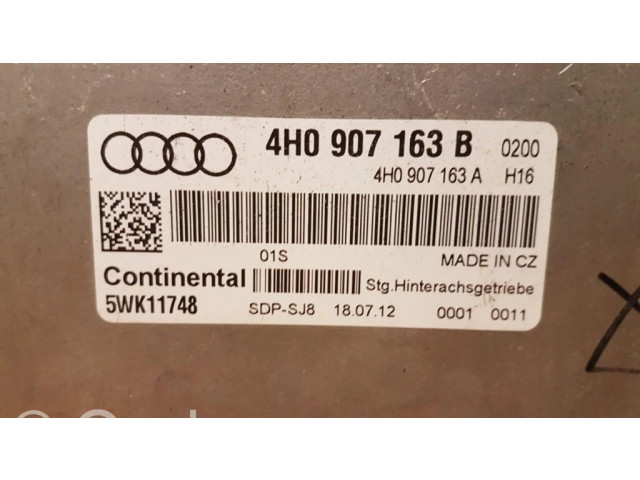 4H0 907 163 B 0200
4H0 907 163 A H16
01S MADE IN CZ
Continental Stg.Hinterachsgetriebe
5WK11748 SDP-SJ8 18.07.12 0001 0011